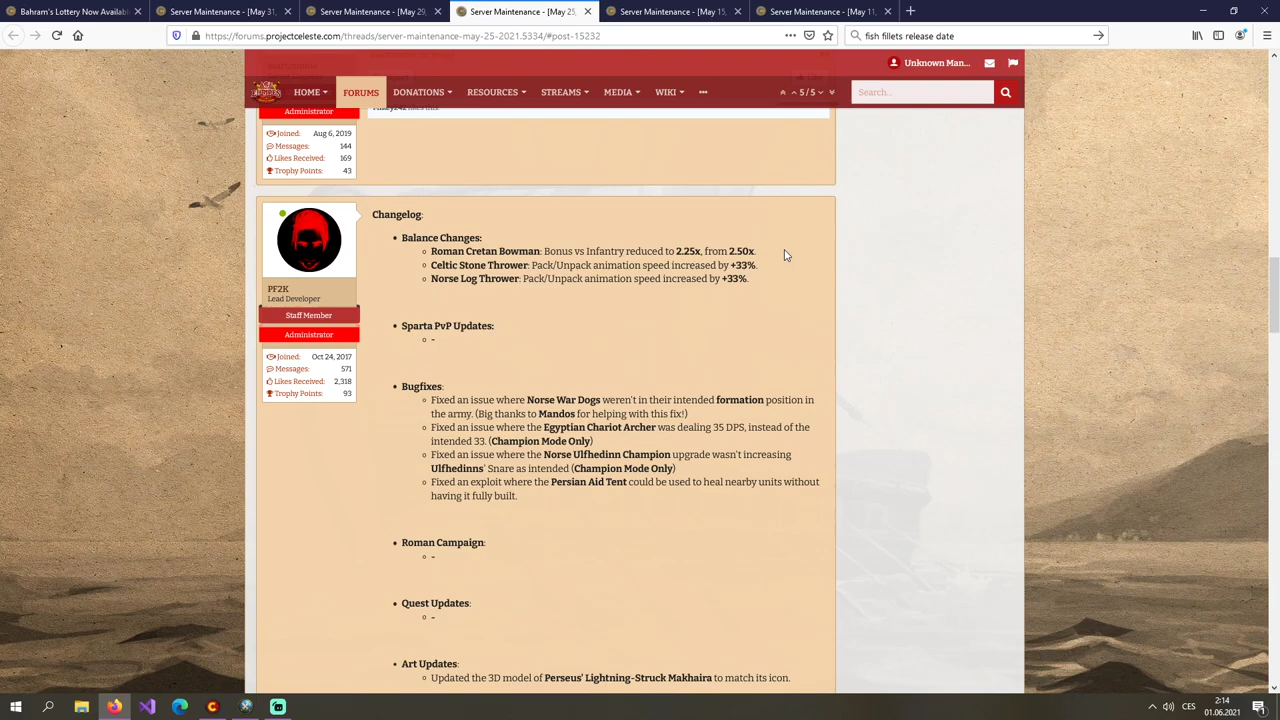 Bahram's Lottery Now Availabl
Server Maintenance - [May 31,
Server Maintenance - [May 29,
Server Maintenance - [May 25,
Server Maintenance - [May 15,
Server Maintenance - [May 11,
https://forums.projectceleste.com/threads/server-maintenance-may-25-2021.5334/#post-15232
fish fillets release date
Unknown Man...
HOME
FORUMS
DONATIONS
RESOURCES
STREAMS
MEDIA
WIKI
5 / 5
Search...
Administrator
Joined: Aug 6, 2019
Messages: 144
Likes Received: 169
Trophy Points: 43
PF2K
Lead Developer
Staff Member
Administrator
Joined: Oct 24, 2017
Messages: 571
Likes Received: 2,318
Trophy Points: 93
Changelog:
• Balance Changes:
Roman Cretan Bowman: Bonus vs Infantry reduced to 2.25x, from 2.50x.
Celtic Stone Thrower: Pack/Unpack animation speed increased by +33%.
Norse Log Thrower: Pack/Unpack animation speed increased by +33%.
• Sparta PvP Updates:
-
• Bugfixes:
Fixed an issue where Norse War Dogs weren't in their intended formation position in
the army. (Big thanks to Mandos for helping with this fix!)
Fixed an issue where the Egyptian Chariot Archer was dealing 35 DPS, instead of the
intended 33. (Champion Mode Only)
Fixed an issue where the Norse Ulfhedinn Champion upgrade wasn't increasing
Ulfhedinns' Snare as intended (Champion Mode Only)
Fixed an exploit where the Persian Aid Tent could be used to heal nearby units without
having it fully built.
• Roman Campaign:
-
• Quest Updates:
-
• Art Updates:
Updated the 3D model of Perseus' Lightning-Struck Makhaira to match its icon.
CES
2:14
01.06.2021